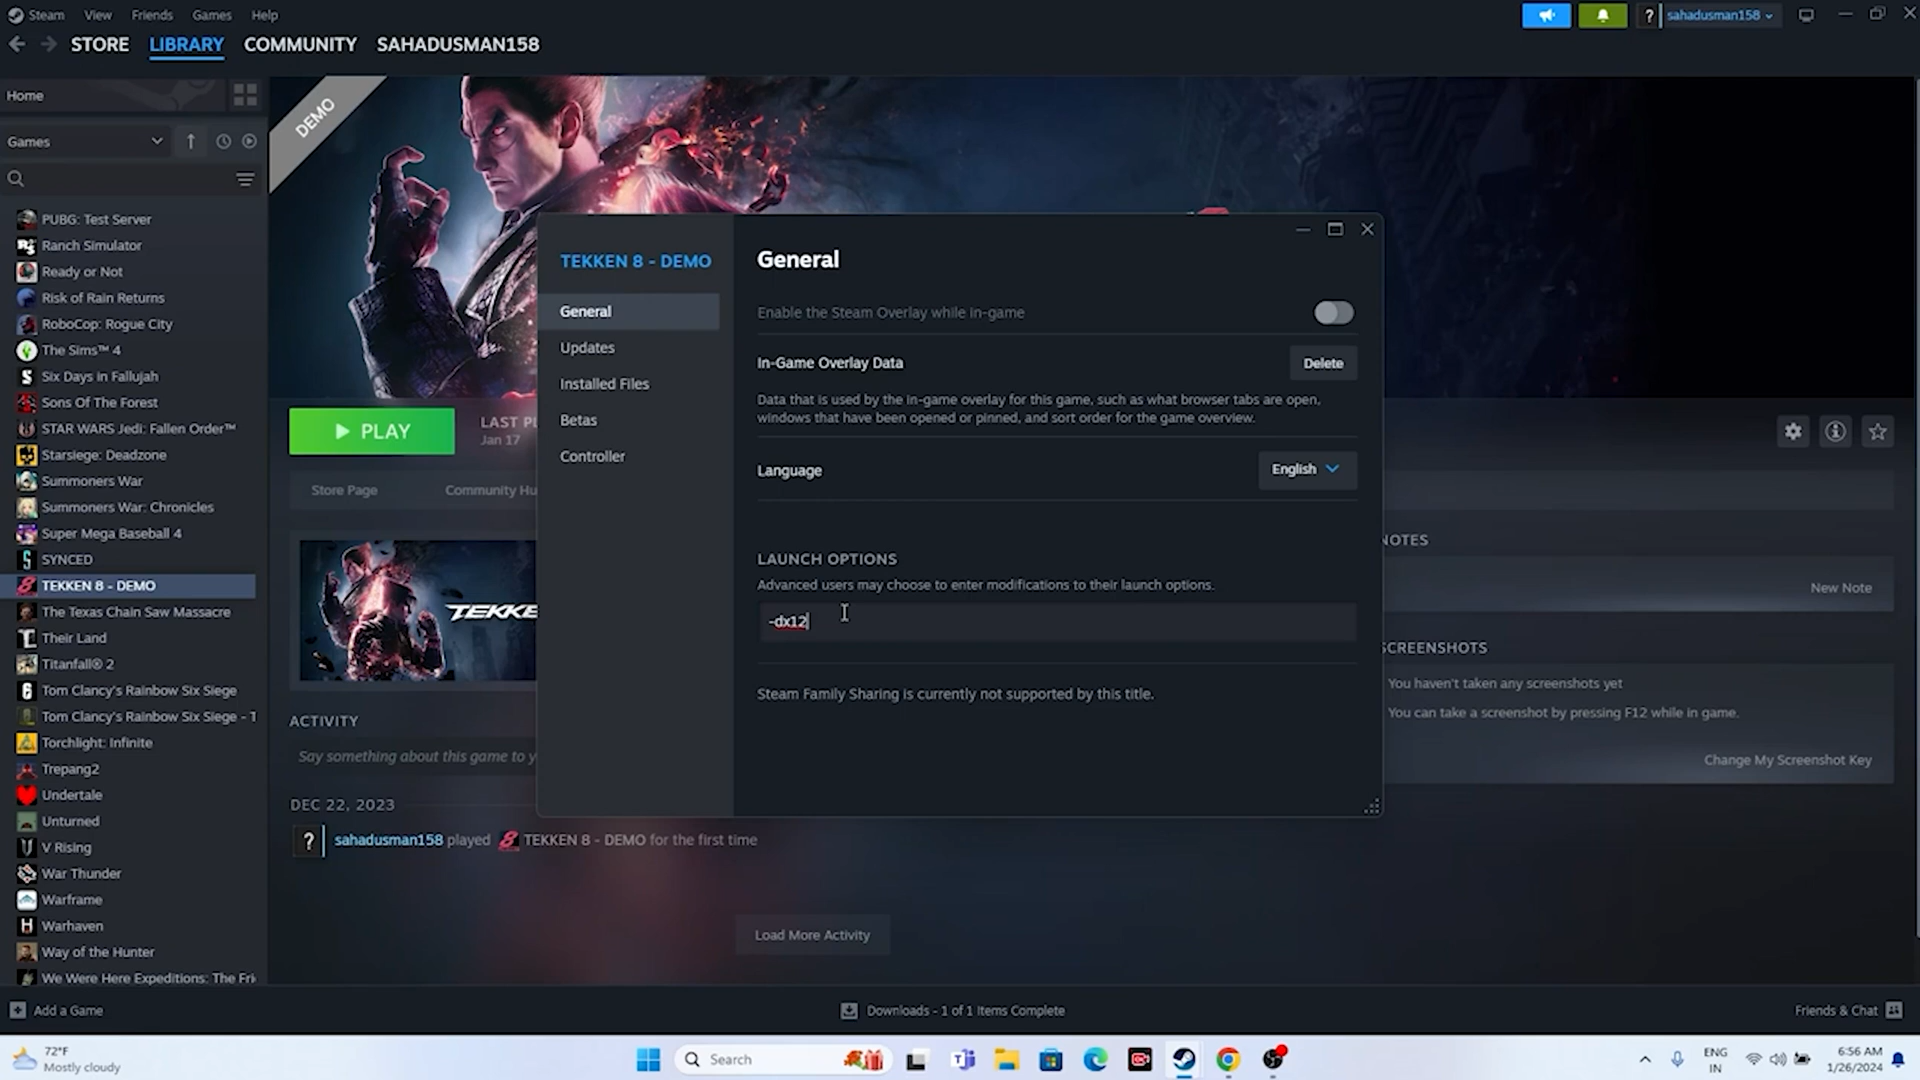 Steam View Friends Games Help
? sahadusman158
STORE LIBRARY COMMUNITY SAHADUSMAN158
Home
Games
PUBG: Test Server
Ranch Simulator
Ready or Not
Risk of Rain Returns
RoboCop: Rogue City
The Sims™ 4
Six Days in Fallujah
Sons Of The Forest
STAR WARS Jedi: Fallen Order™
Starsiege: Deadzone
Summoners War
Summoners War: Chronicles
Super Mega Baseball 4
SYNCED
TEKKEN 8 - DEMO
The Texas Chain Saw Massacre
Their Land
Titanfall® 2
Tom Clancy's Rainbow Six Siege
Tom Clancy's Rainbow Six Siege - T
Torchlight: Infinite
Trepang2
Undertale
Unturned
V Rising
War Thunder
Warframe
Warhaven
Way of the Hunter
We Were Here Expeditions: The Fri
DEMO
PLAY
LAST PL
Jan 17
Store Page Community Hu
TEKKE
ACTIVITY
Say something about this game to y
DEC 22, 2023
? sahadusman158 played TEKKEN 8 - DEMO for the first time
Load More Activity
TEKKEN 8 - DEMO
General
Updates
Installed Files
Betas
Controller
General
Enable the Steam Overlay while in-game
In-Game Overlay Data
Delete
Data that is used by the in-game overlay for this game, such as what browser tabs are open,
windows that have been opened or pinned, and sort order for the game overview.
Language
English
LAUNCH OPTIONS
Advanced users may choose to enter modifications to their launch options.
-dx12
Steam Family Sharing is currently not supported by this title.
NOTES
New Note
SCREENSHOTS
You haven't taken any screenshots yet
You can take a screenshot by pressing F12 while in game.
Change My Screenshot Key
Add a Game
Downloads - 1 of 1 Items Complete
Friends & Chat
72°F
Mostly cloudy
Search
ENG
IN
6:56 AM
1/26/2024